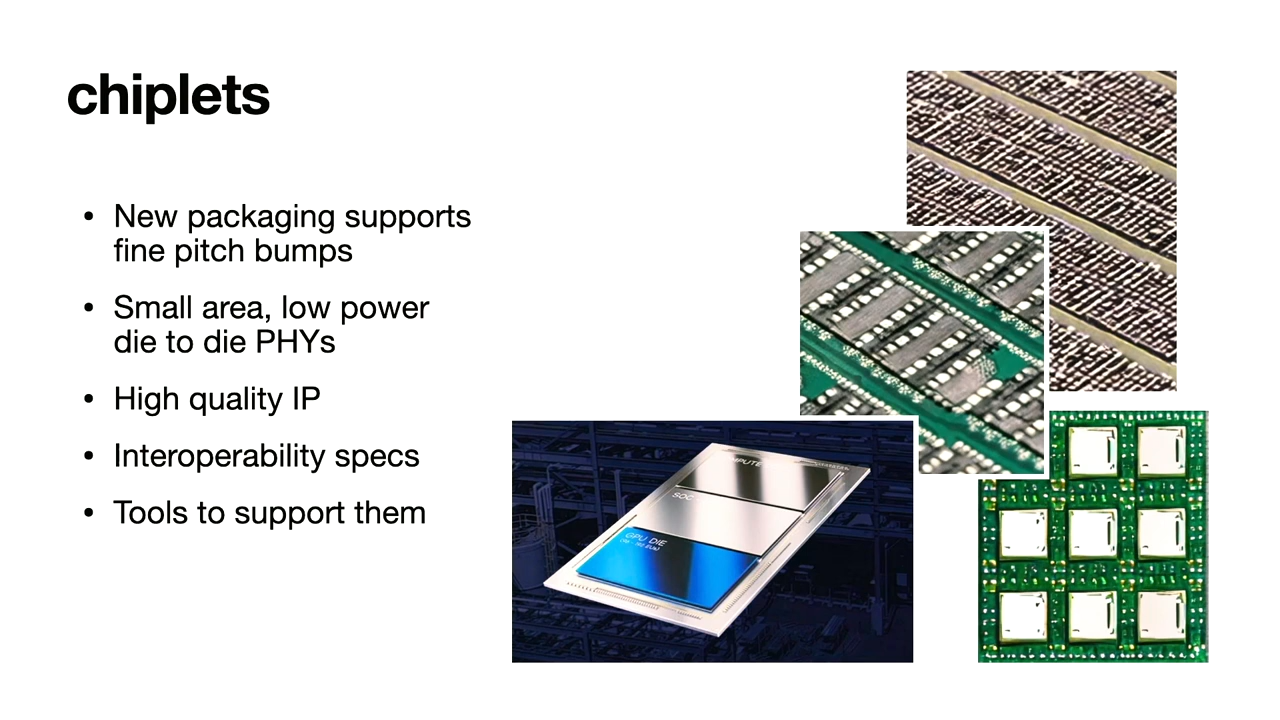 chiplets
• New packaging supports
fine pitch bumps
• Small area, low power
die to die PHYs
• High quality IP
• Interoperability specs
• Tools to support them
SOC
GPU DIE